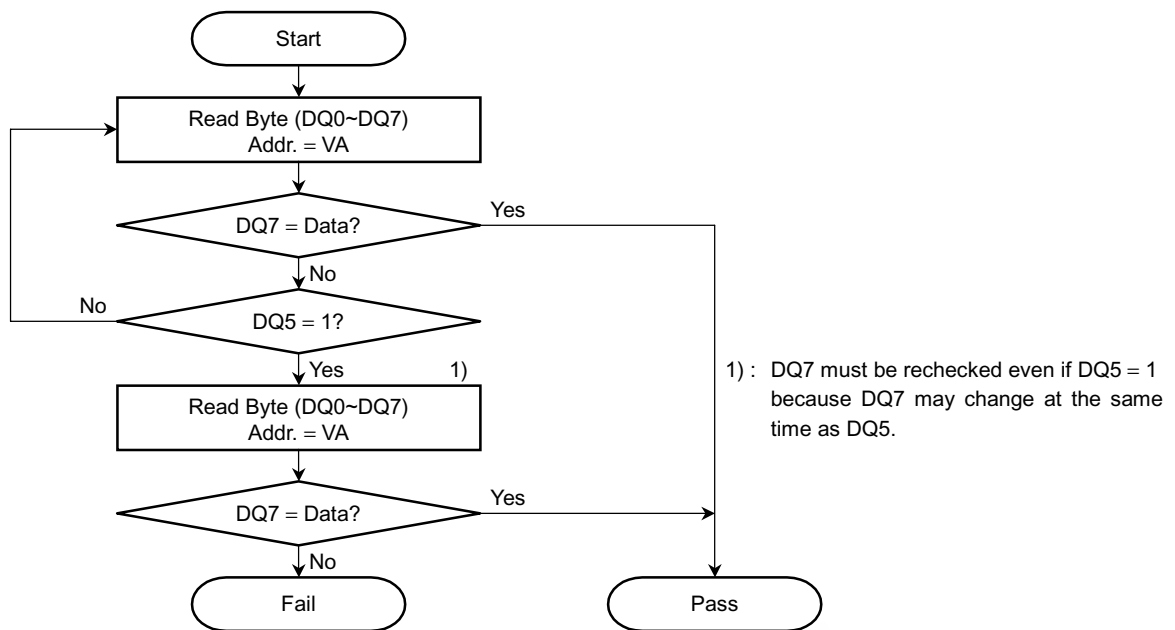 Start
Read Byte (DQ0~DQ7)
Addr. = VA
DQ7 = Data?
Yes
No
No
DQ5 = 1?
Yes
1)
1) : DQ7 must be rechecked even if DQ5 = 1
because DQ7 may change at the same
time as DQ5.
Read Byte (DQ0~DQ7)
Addr. = VA
DQ7 = Data?
Yes
No
Fail
Pass